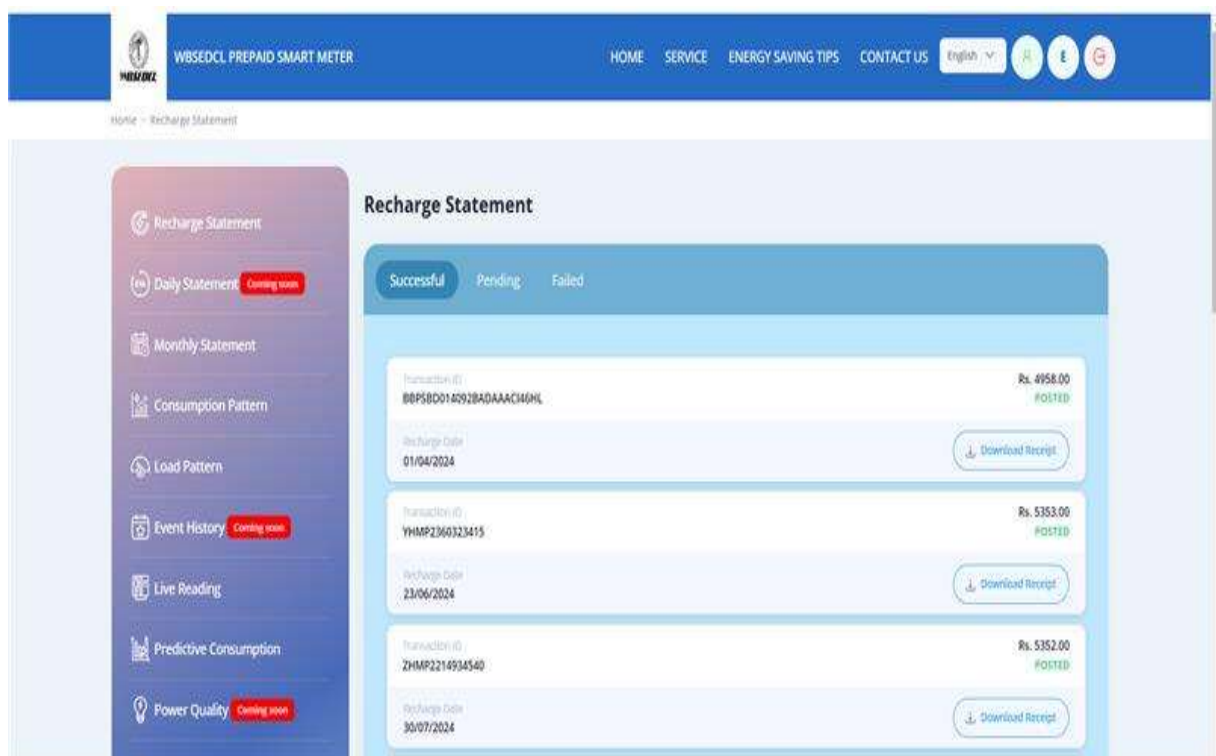 WBSEDCL
WBSEDCL PREPAID SMART METER
HOME SERVICE ENERGY SAVING TIPS CONTACT US English E
Home - Recharge Statement
Recharge Statement
Daily Statement Coming soon
Monthly Statement
Consumption Pattern
Load Pattern
Event History Coming soon
Live Reading
Predictive Consumption
Power Quality Coming soon
Recharge Statement
Successful Pending Failed
Transaction ID Rs. 4958.00
BBPSBD014092BADAAACI46HL POSTED
Recharge Date
01/04/2024 Download Receipt
Transaction ID Rs. 5353.00
YHMP2360323415 POSTED
Recharge Date
23/06/2024 Download Receipt
Transaction ID Rs. 5352.00
ZHMP2214934540 POSTED
Recharge Date
30/07/2024 Download Receipt